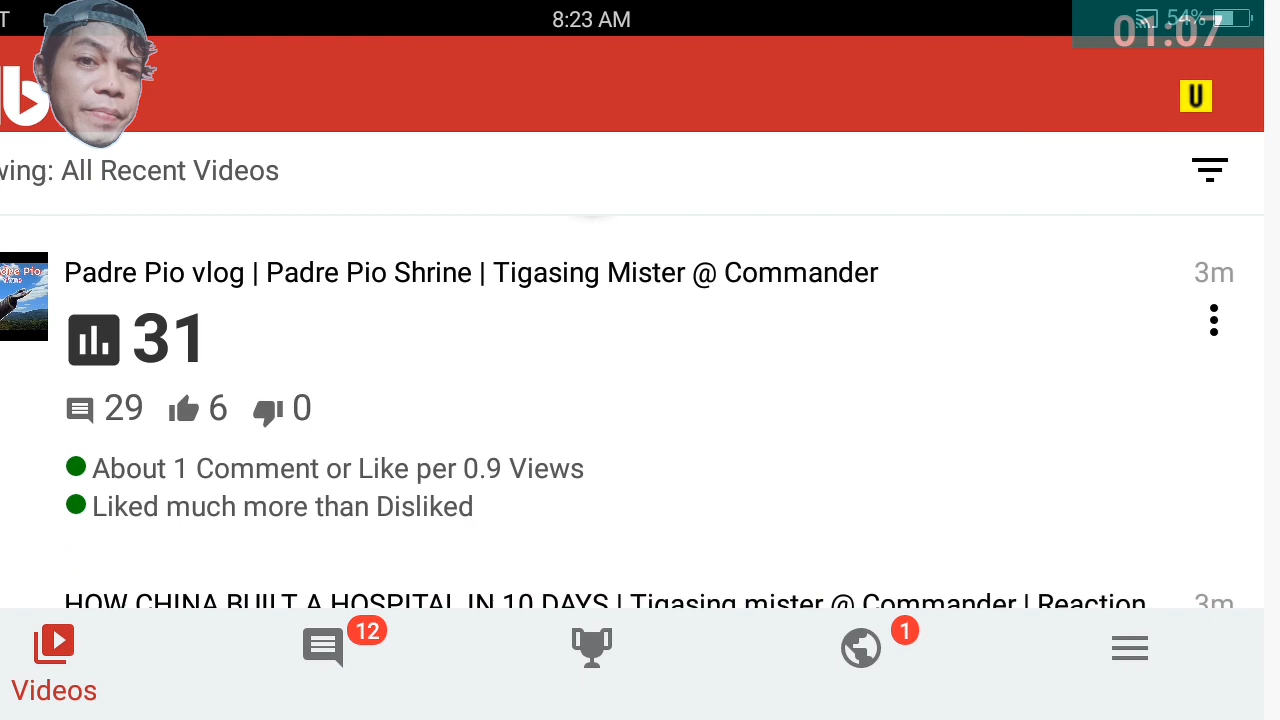 T 8:23 AM 54%
01:07
b U
wing: All Recent Videos
Padre Pio vlog | Padre Pio Shrine | Tigasing Mister @ Commander 3m
31
29 6 0
About 1 Comment or Like per 0.9 Views
Liked much more than Disliked
HOW CHINA BUILT A HOSPITAL IN 10 DAYS | Tigasing mister @ Commander | Reaction 3m
12 1
Videos